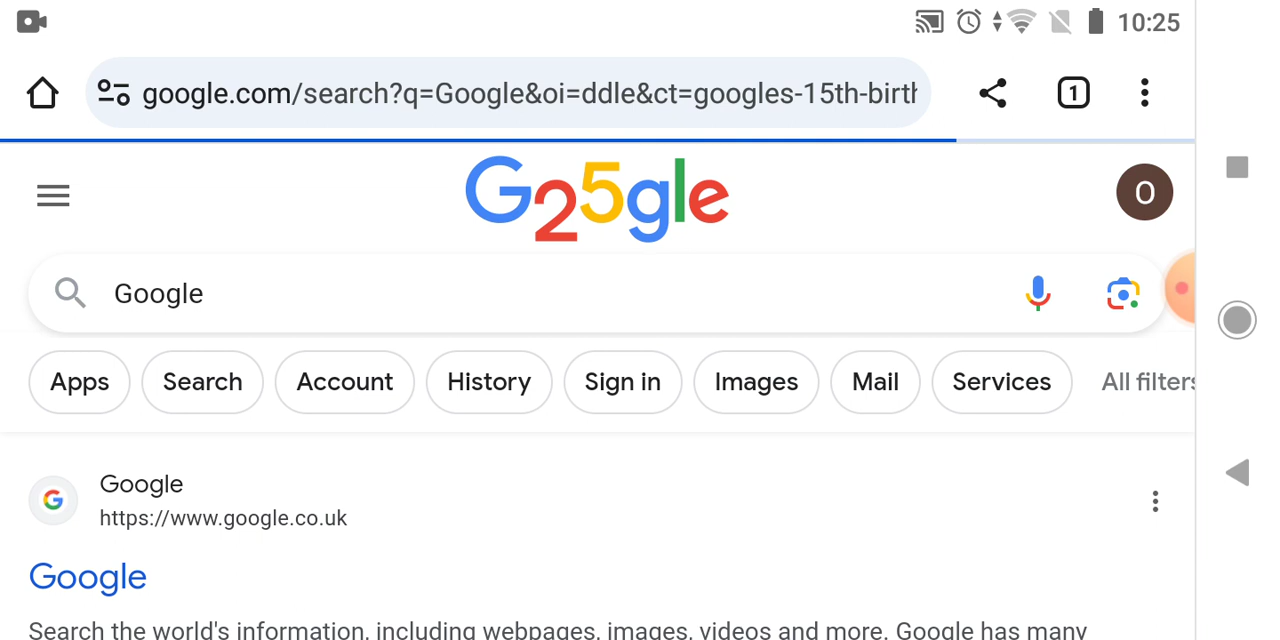 10:25
google.com/search?q=Google&oi=ddle&ct=googles-15th-birth
1
G25gle
O
Google
Apps Search Account History Sign in Images Mail Services All filters
Google
https://www.google.co.uk
Google
Search the world's information, including webpages, images, videos and more. Google has many